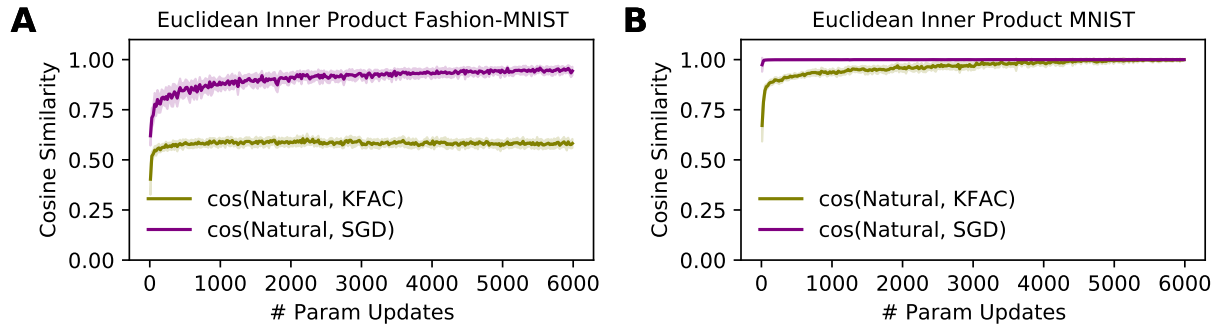 A
Euclidean Inner Product Fashion-MNIST
Cosine Similarity
1.00
0.75
0.50
0.25
0.00
cos(Natural, KFAC)
cos(Natural, SGD)
0 1000 2000 3000 4000 5000 6000
# Param Updates
B
Euclidean Inner Product MNIST
Cosine Similarity
1.00
0.75
0.50
0.25
0.00
cos(Natural, KFAC)
cos(Natural, SGD)
0 1000 2000 3000 4000 5000 6000
# Param Updates